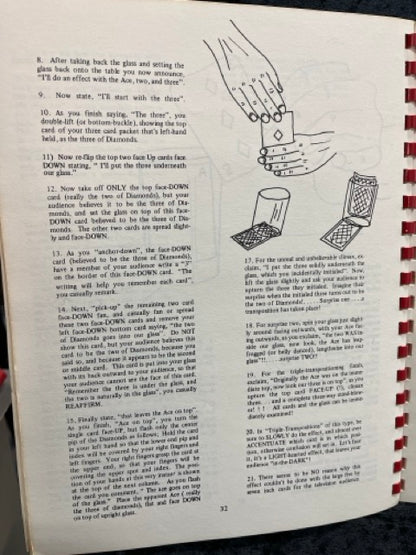 8. After taking back the glass and setting the
glass back onto the table you now announce,
"I'll do an effect with the Ace, two, and three".
9. Now state, "I'll start with the three".
10. As you finish saying, "The three", you
double-lift (or bottom-buckle), showing the top
card of your three card packet that's left-hand
held, as the three of Diamonds.
11) Now re-flip the top two face Up cards face
DOWN stating, "I'll put the three underneath
our glass."
12. Now take off ONLY the top face-DOWN
card (really the two of Diamonds), but your
audience believes it to be the three of Dia-
monds, and set the glass on top of this face-
DOWN card believed to be the three of Dia-
monds. The other two cards are spread slight-
ly and face-DOWN.
13. As you "anchor-down", the face-DOWN
card (believed to be the three of Diamonds),
have a member of your audience write a "3"
on the border of this face-DOWN card. "The
writing will help you remember each card",
you casually remark.
14. Next, "pick-up" the remaining two card
face-DOWN fan, and casually fan or spread
these two face-DOWN cards and remove your
left face-DOWN bottom card saying, "the two
of Diamonds goes into our glass". Do NOT
show this card, but your audience believes this
card to be the two of Diamonds, because you
said so, and because it appears to be the second
or middle card. This card is put into your glass
with its back outward to your audience, so that
your audience cannot see the face of this card.
"Remember the three is under the glass, and
the two is naturally in the glass", you casually
REAFFIRM.
15. Finally state, "that leaves the Ace on top".
As you finish, "Ace on top", you turn the
single card face-UP, but flash only the center
pip of the Diamonds as follows: Hold the card
in your left hand so that the lower end pip and
sides will be covered by your right fingers and
left fingers. Your right fingers grasp the card at
the upper end, so that your fingers will be
covering the upper spot and index. The posi-
tion of your hands at this very instant is shown
at the top of the next column. As you flash
the card you comment, "The Ace goes on top
of the glass." Place the apparent Ace (really
the three of Diamonds), flat and face DOWN
on top of upright glass.
17. For the unreal and unbelievable climax, ex-
claim, "I put the three solidly underneath the
glass, which you incidentally initialed". Now,
lift the glass slightly and ask your audience to
upturn the three they initialed. Imagine their
surprise when the initialed three turns out to be
the two of Diamonds! . . . . Surprise one . . . a
transposition has taken place!
18. For surprise two, spin your glass just slight-
ly around facing outwards, with your Ace fac-
ing outwards, as you exclaim, "the two WAS in-
side our glass, now look, the Ace has leap-
frogged (or belly danced), lengthwise into our
glass"!! . . . surprise TWO!!
19. For the triple-transpositioning finish,
exclaim, "Originally the Ace was on the inner
disc top, now look our three is on top", as you
upturn the top card FACE-UP (!), climax
three. . . and a complete three-way stand-blow-
er! ! ! All cards and the glass can be imme-
diately examined!
20. In "Triple-Transpositions" of this type, be
sure to SLOWLY Do the effect, and almost over
ACCENTUATE which card is in which posi-
tion, otherwise confusion will set in. Let's face
it, it's a LIGHT-hearted effect, that leaves your
audience "in the DARK"!
21. There seems to be NO reason why this
effect couldn't be done with the large five by
seven inch cards for the television audience
32